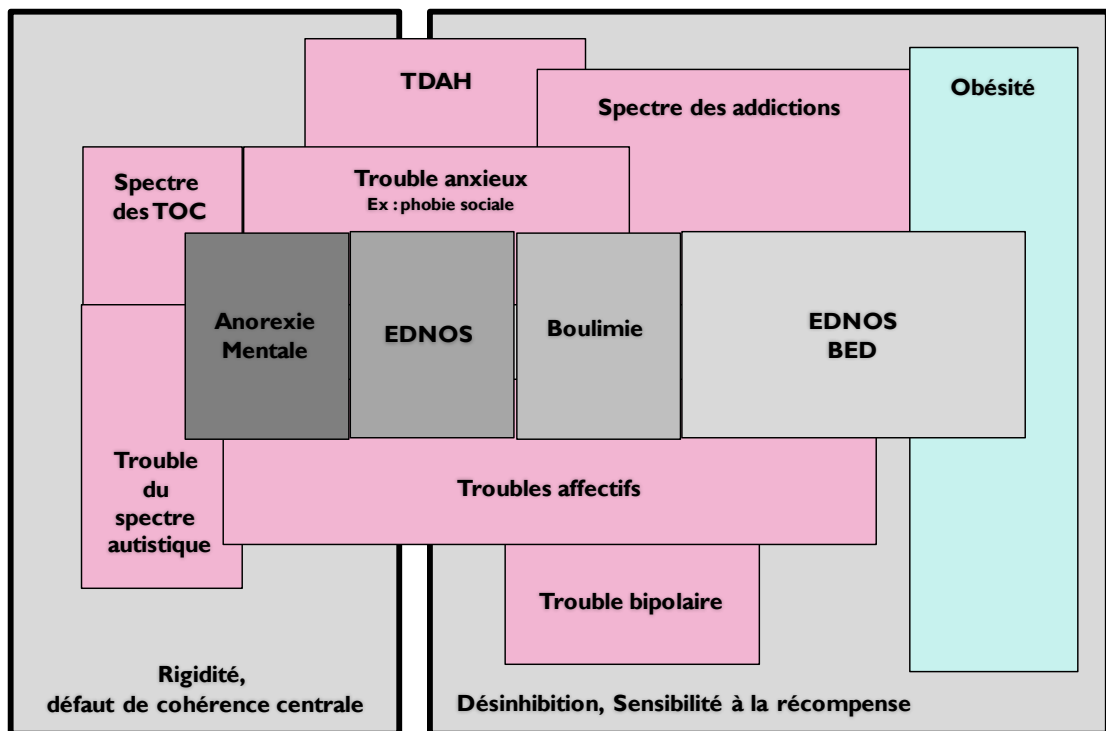 TDAH
Spectre des addictions
Obésité
Spectre
des TOC
Trouble anxieux
Ex : phobie sociale
Anorexie
Mentale
EDNOS
Boulimie
EDNOS
BED
Trouble
du
spectre
autistique
Troubles affectifs
Trouble bipolaire
Rigidité,
défaut de cohérence centrale
Désinhibition, Sensibilité à la récompense